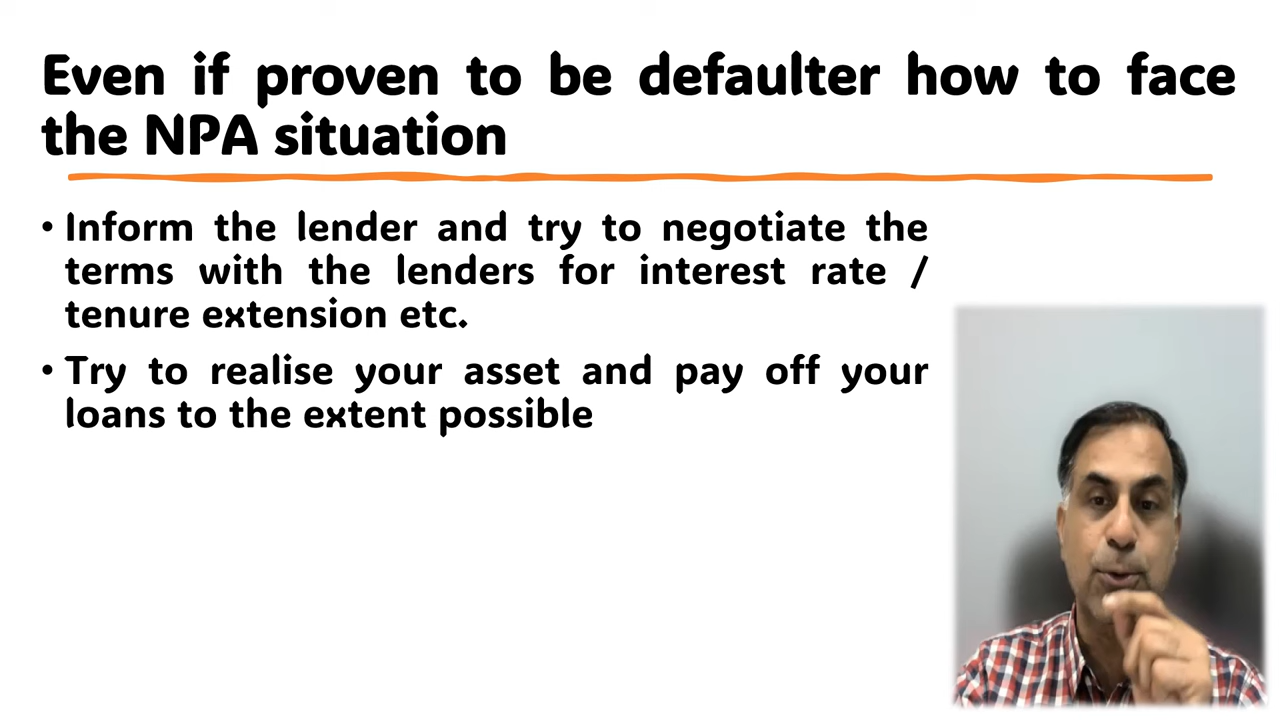 Even if proven to be defaulter how to face
the NPA situation
• Inform the lender and try to negotiate the
terms with the lenders for interest rate /
tenure extension etc.
• Try to realise your asset and pay off your
loans to the extent possible